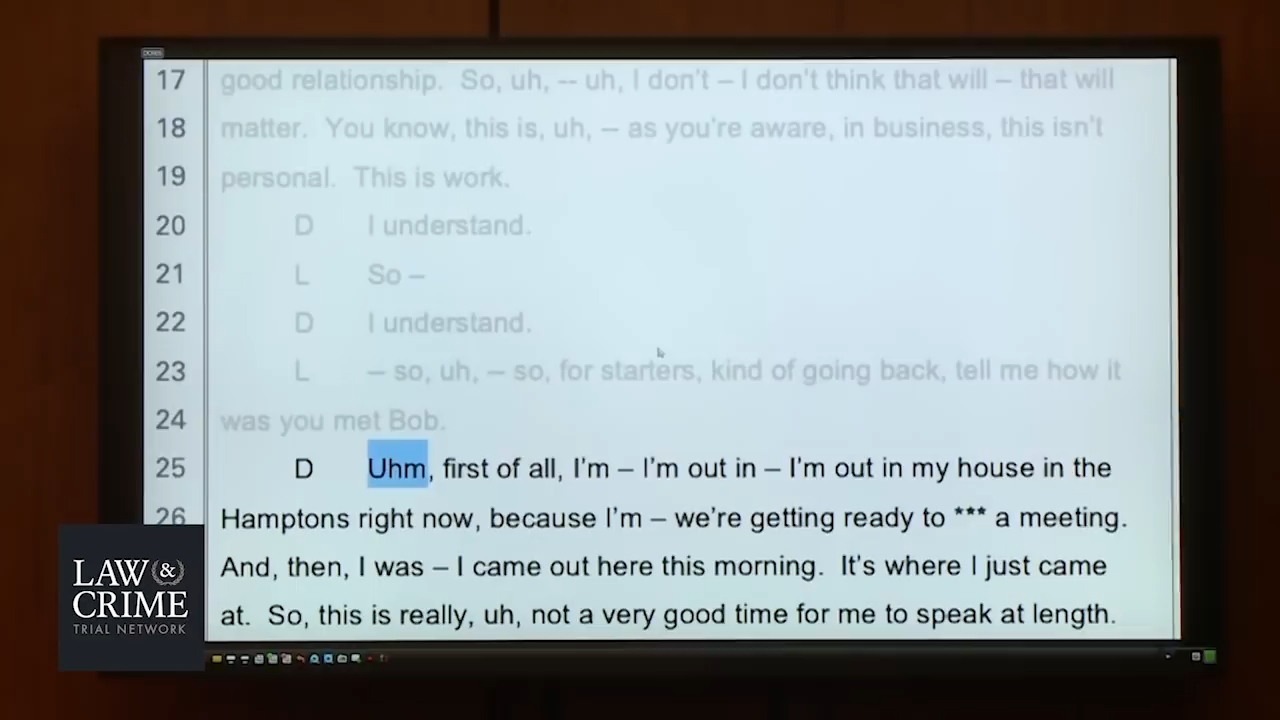 17 good relationship. So, uh, -- uh, I don't – I don't think that will – that will
18 matter. You know, this is, uh, – as you're aware, in business, this isn't
19 personal. This is work.
20 D I understand.
21 L So –
22 D I understand.
23 L – so, uh, – so, for starters, kind of going back, tell me how it
24 was you met Bob.
25 D Uhm, first of all, I'm – I'm out in – I'm out in my house in the
26 Hamptons right now, because I'm – we're getting ready to *** a meeting.
And, then, I was – I came out here this morning. It's where I just came
at. So, this is really, uh, not a very good time for me to speak at length.
LAW &
CRIME
TRIAL NETWORK